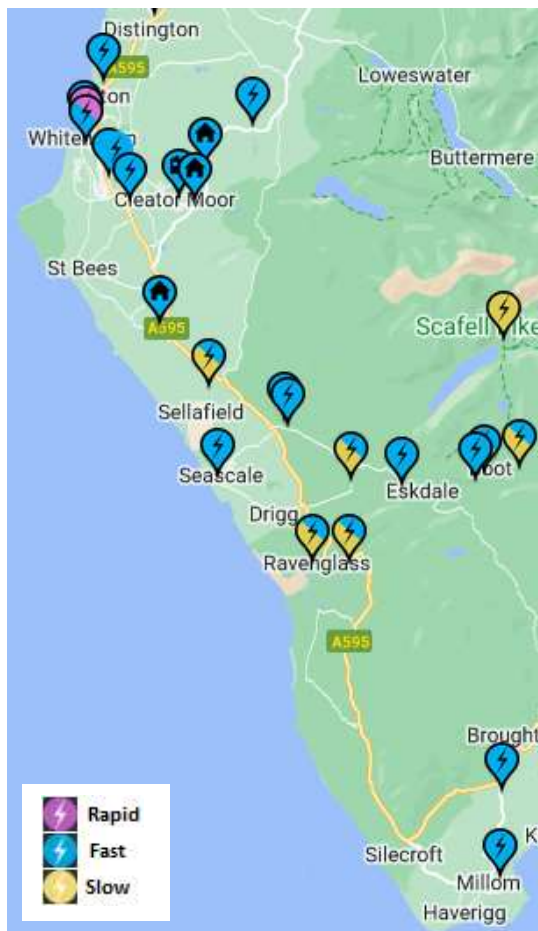 Distington
A595
Loweswater
Buttermere
Cleator Moor
St Bees
A595
Sellafield
Seascale
Eskdale
Drigg
Ravenglass
A595
Silecroft
Millom
Haverigg
Rapid
Fast
Slow